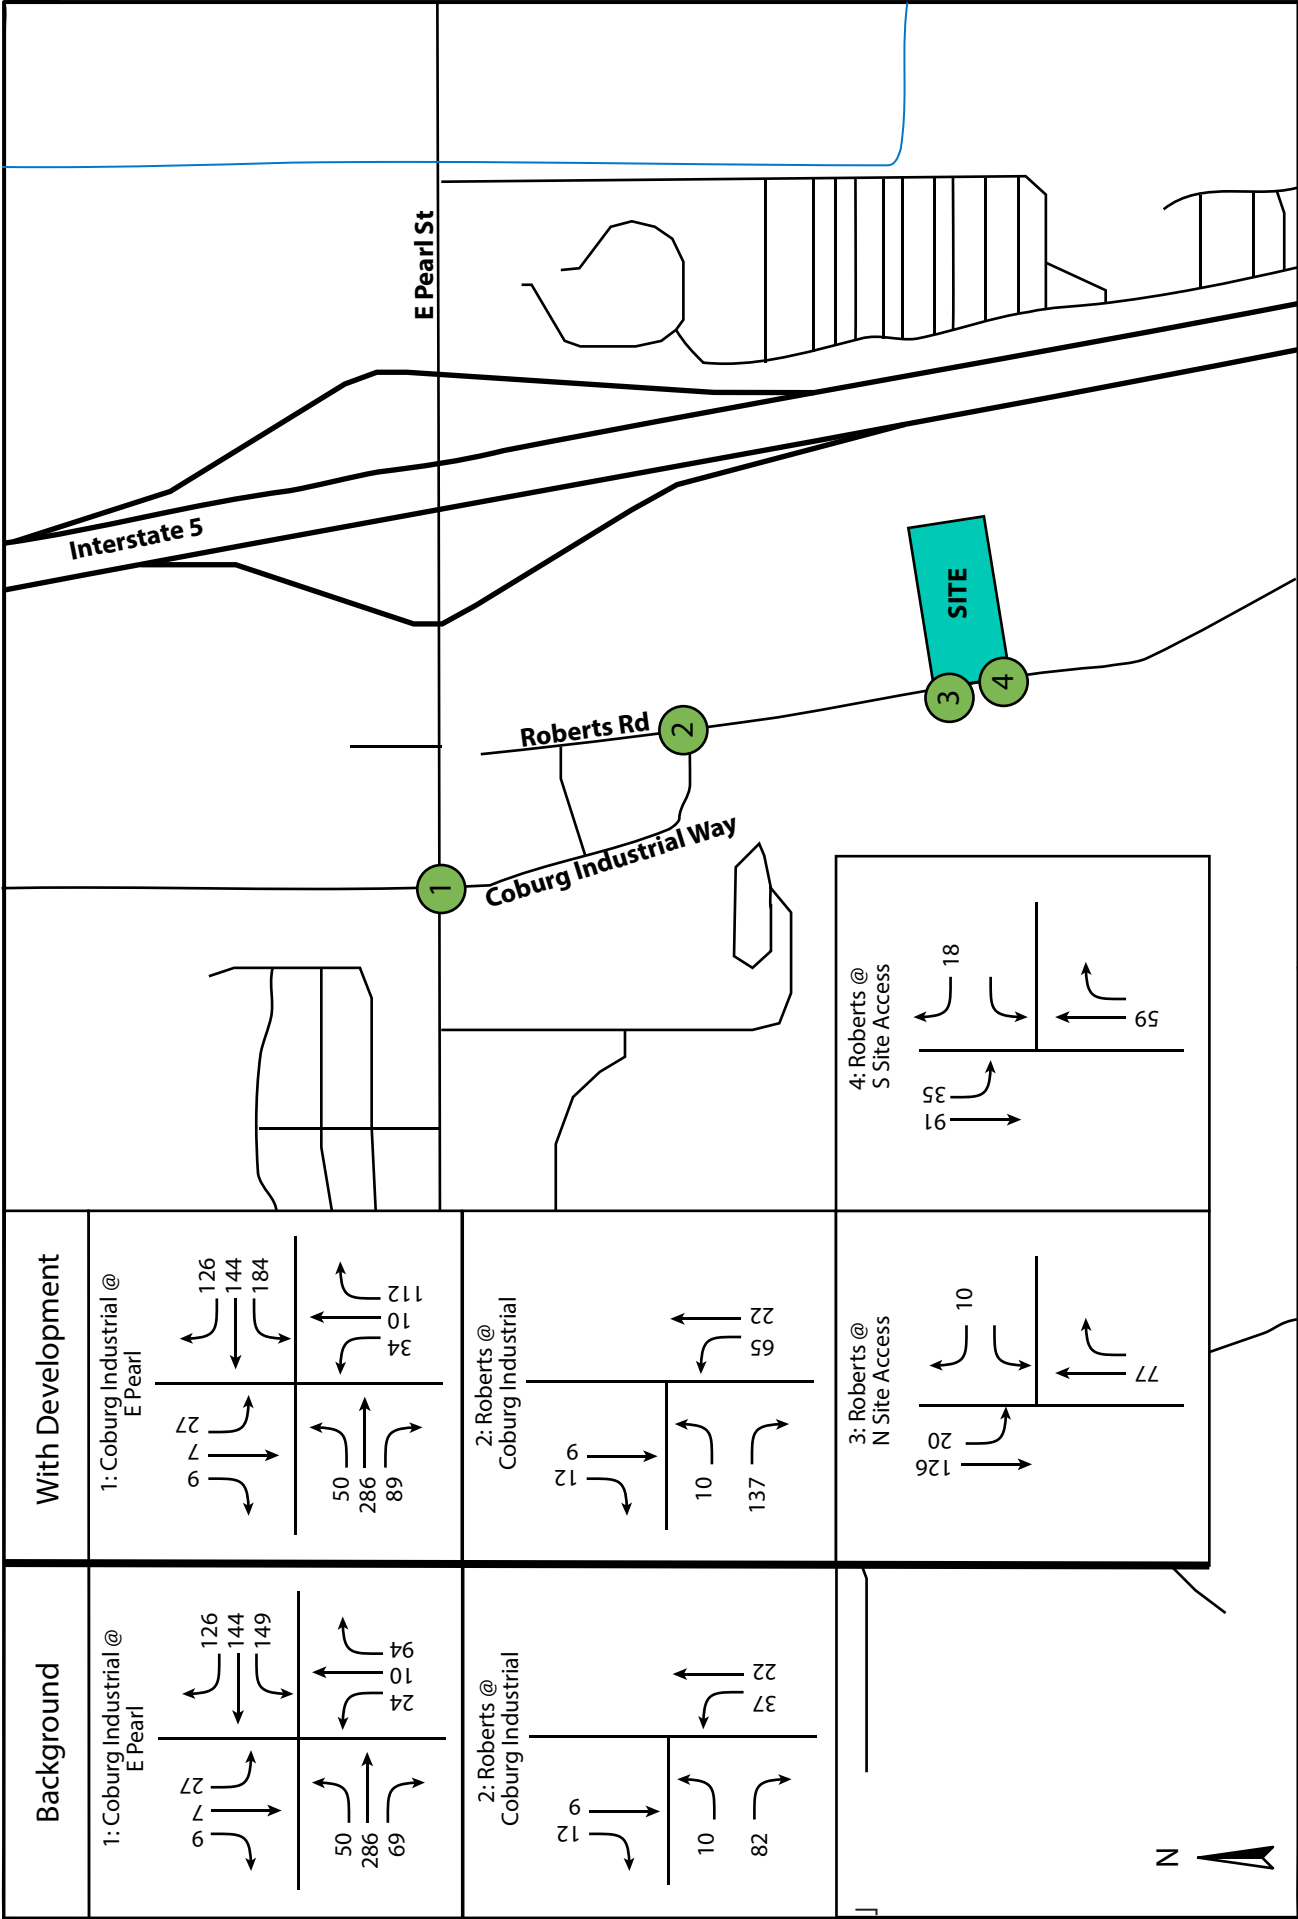 Background
With Development
1: Coburg Industrial @
E Pearl
6
7
27
126
144
149
50
286
69
24
10
94
1: Coburg Industrial @
E Pearl
6
7
27
126
144
184
50
286
89
34
10
112
2: Roberts @
Coburg Industrial
12
9
10
82
37
22
2: Roberts @
Coburg Industrial
12
9
10
137
65
22
3: Roberts @
N Site Access
126
20
10
77
4: Roberts @
S Site Access
91
35
18
59
Interstate 5
E Pearl St
1
Coburg Industrial Way
Roberts Rd
2
3
4
SITE
N